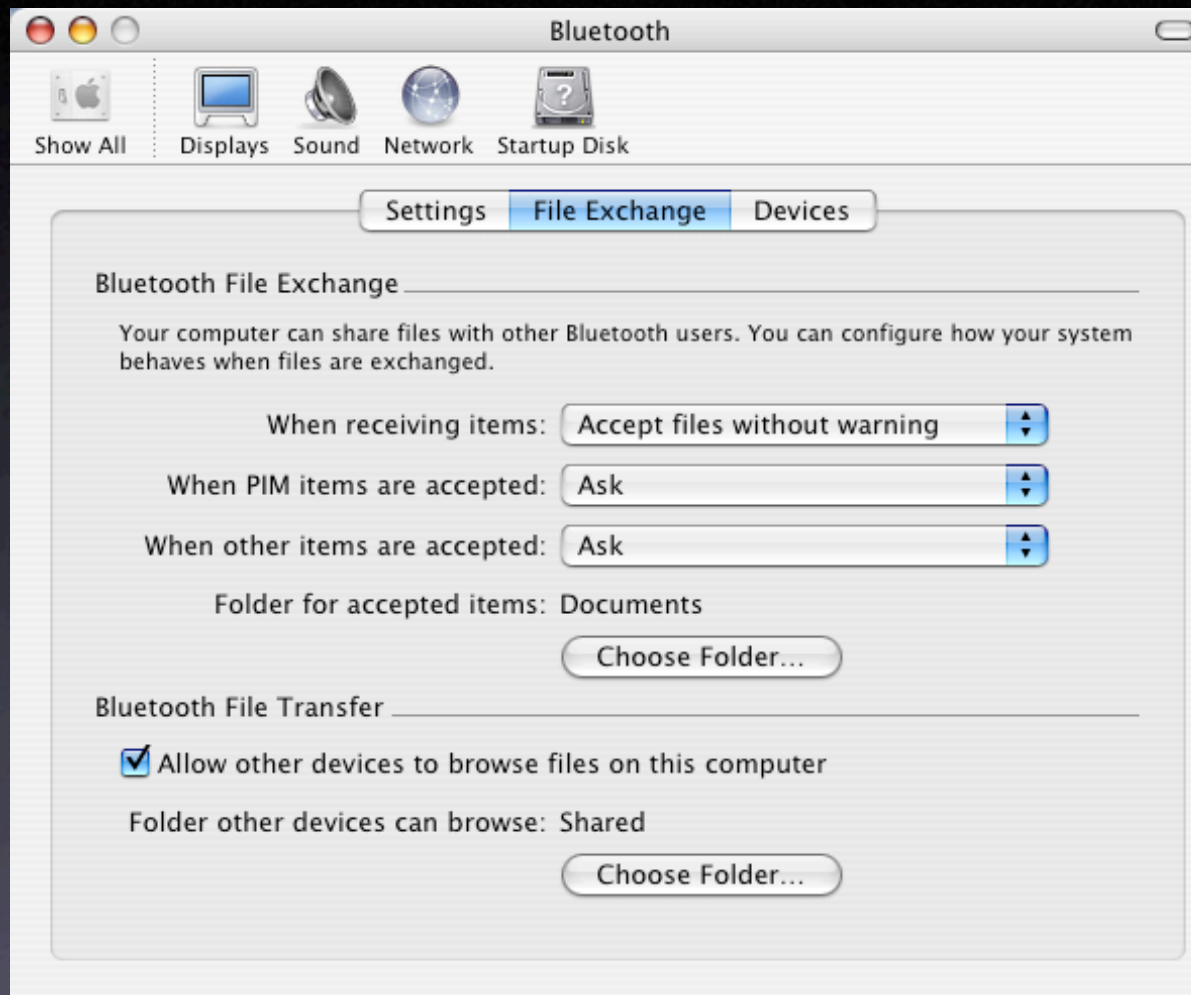 Bluetooth
Show All Displays Sound Network Startup Disk
Settings File Exchange Devices
Bluetooth File Exchange
Your computer can share files with other Bluetooth users. You can configure how your system
behaves when files are exchanged.
When receiving items: Accept files without warning
When PIM items are accepted: Ask
When other items are accepted: Ask
Folder for accepted items: Documents
Choose Folder...
Bluetooth File Transfer
Allow other devices to browse files on this computer
Folder other devices can browse: Shared
Choose Folder...